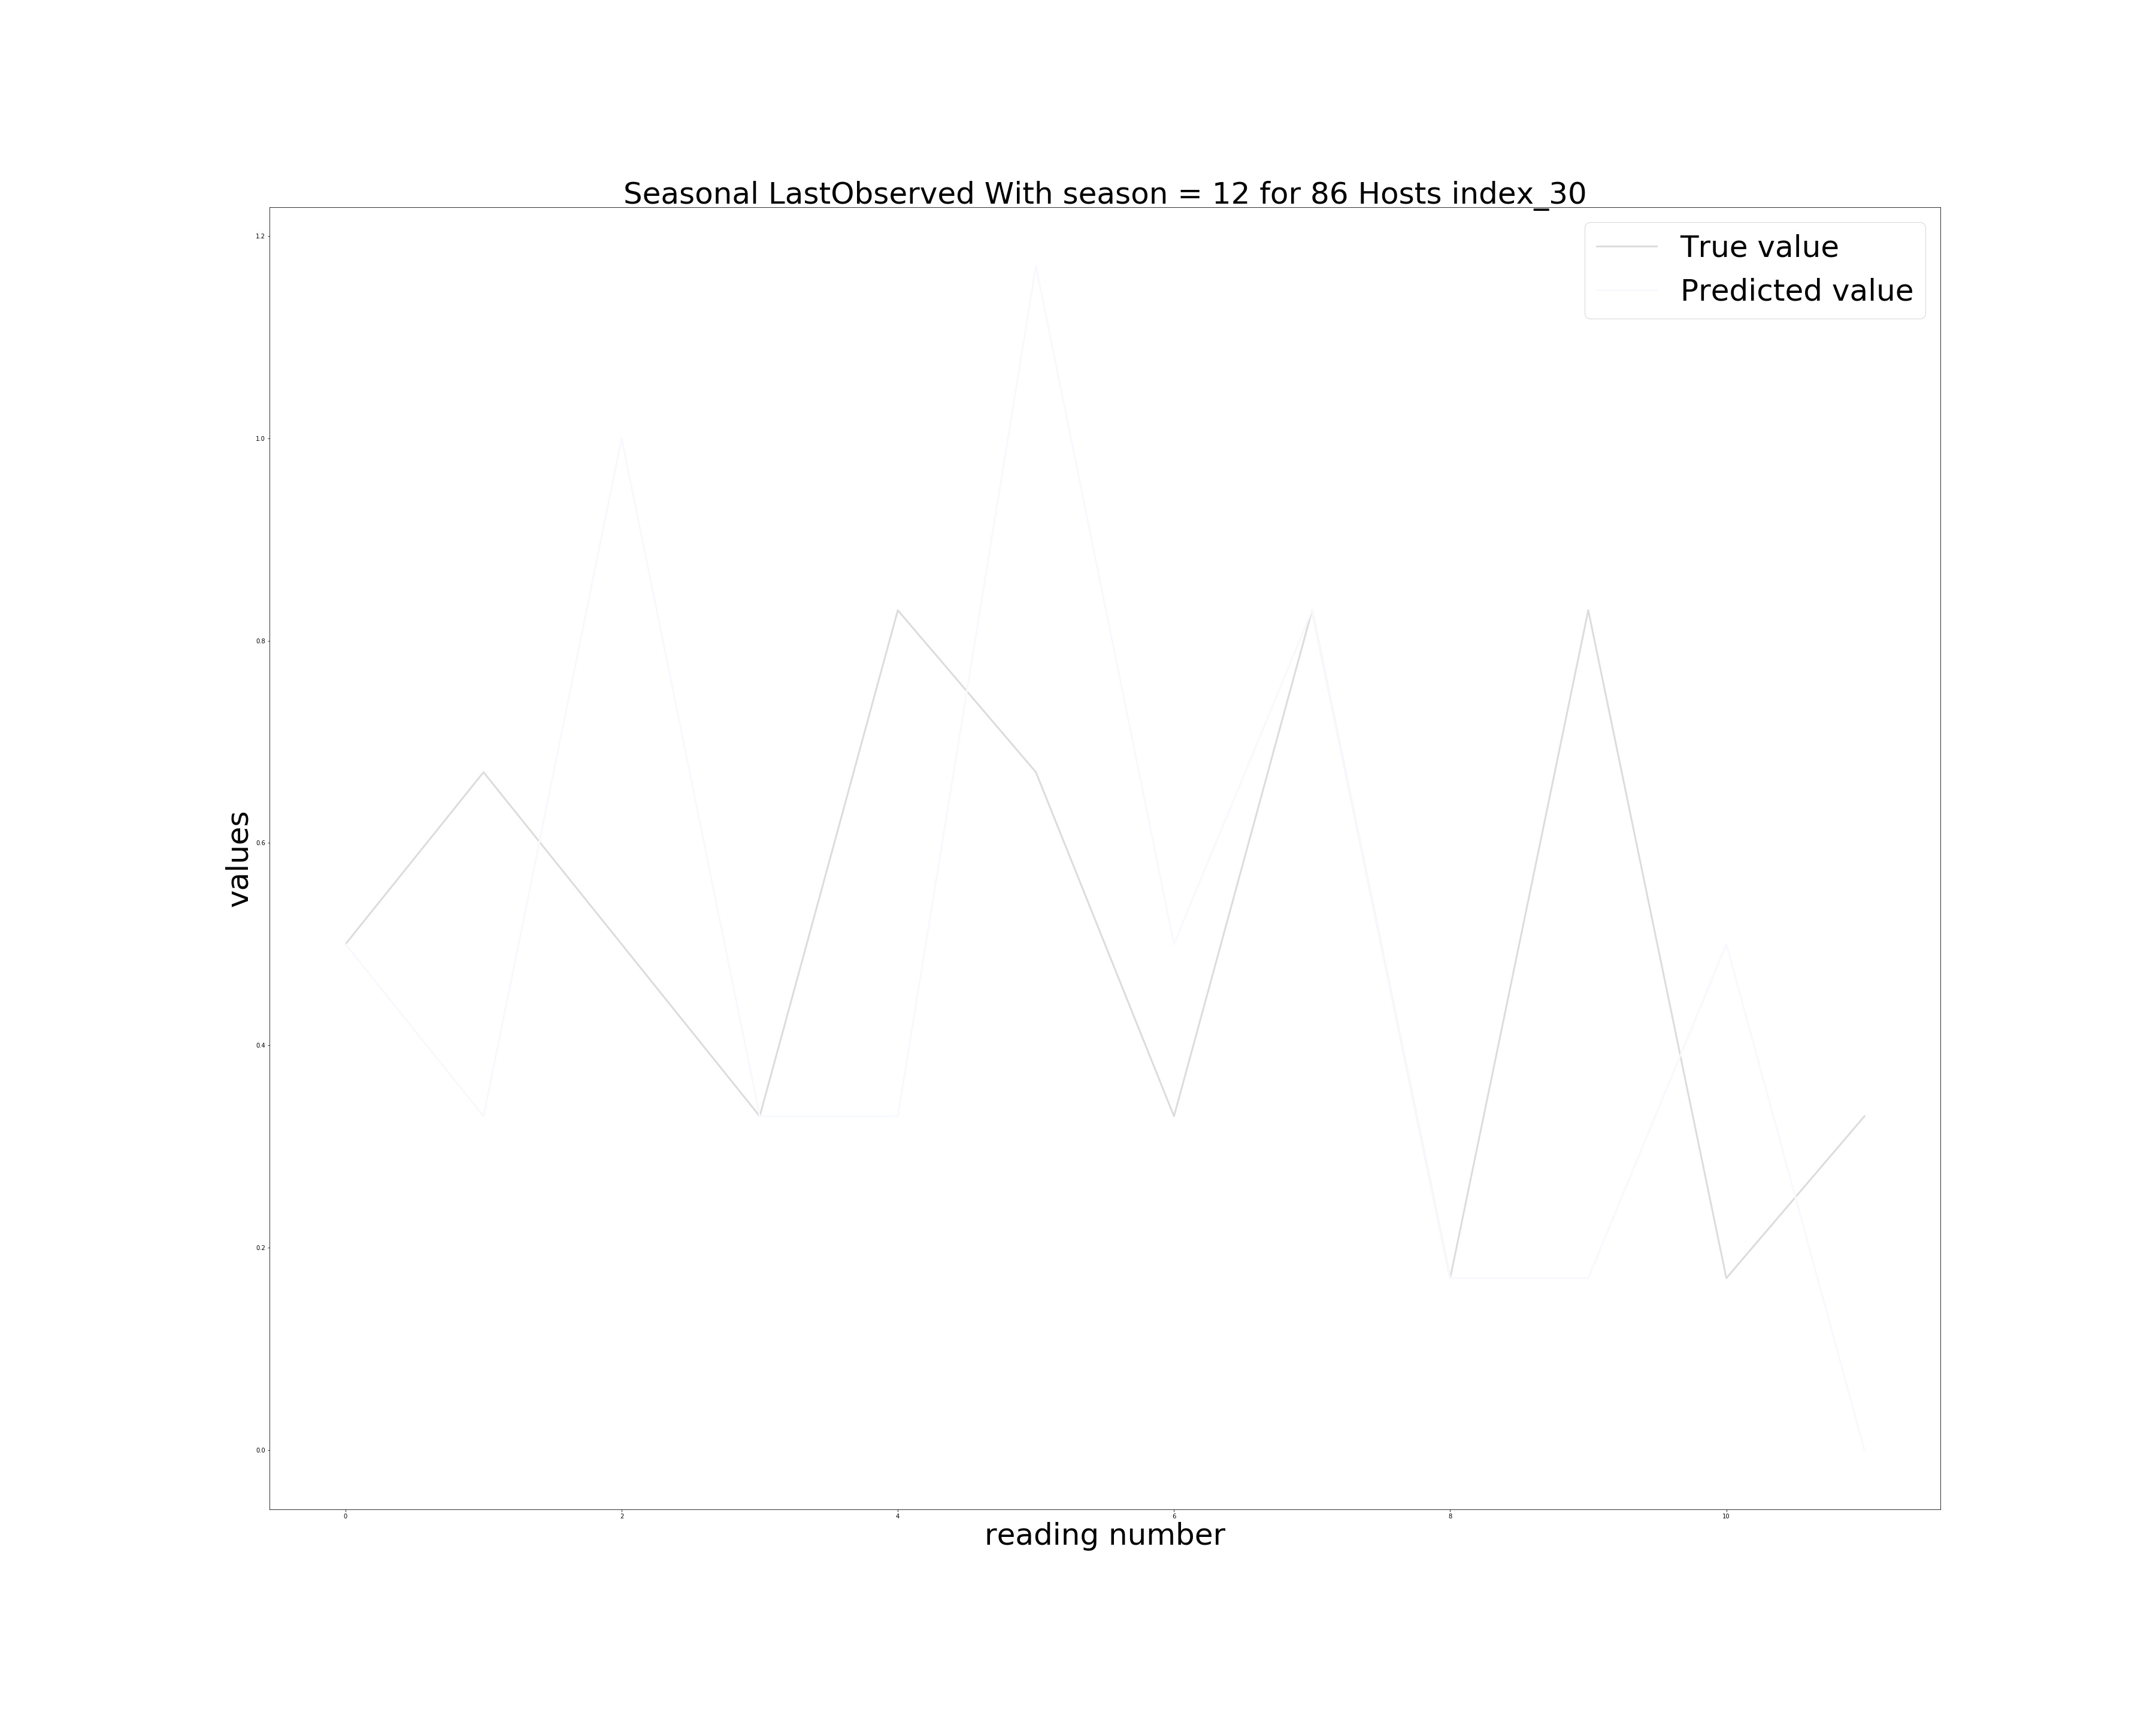 Seasonal LastObserved With season = 12 for 86 Hosts index_30
True value
Predicted value
1.2
1.0
0.8
0.6
0.4
0.2
0.0
values
0 2 4 6 8 10
reading number